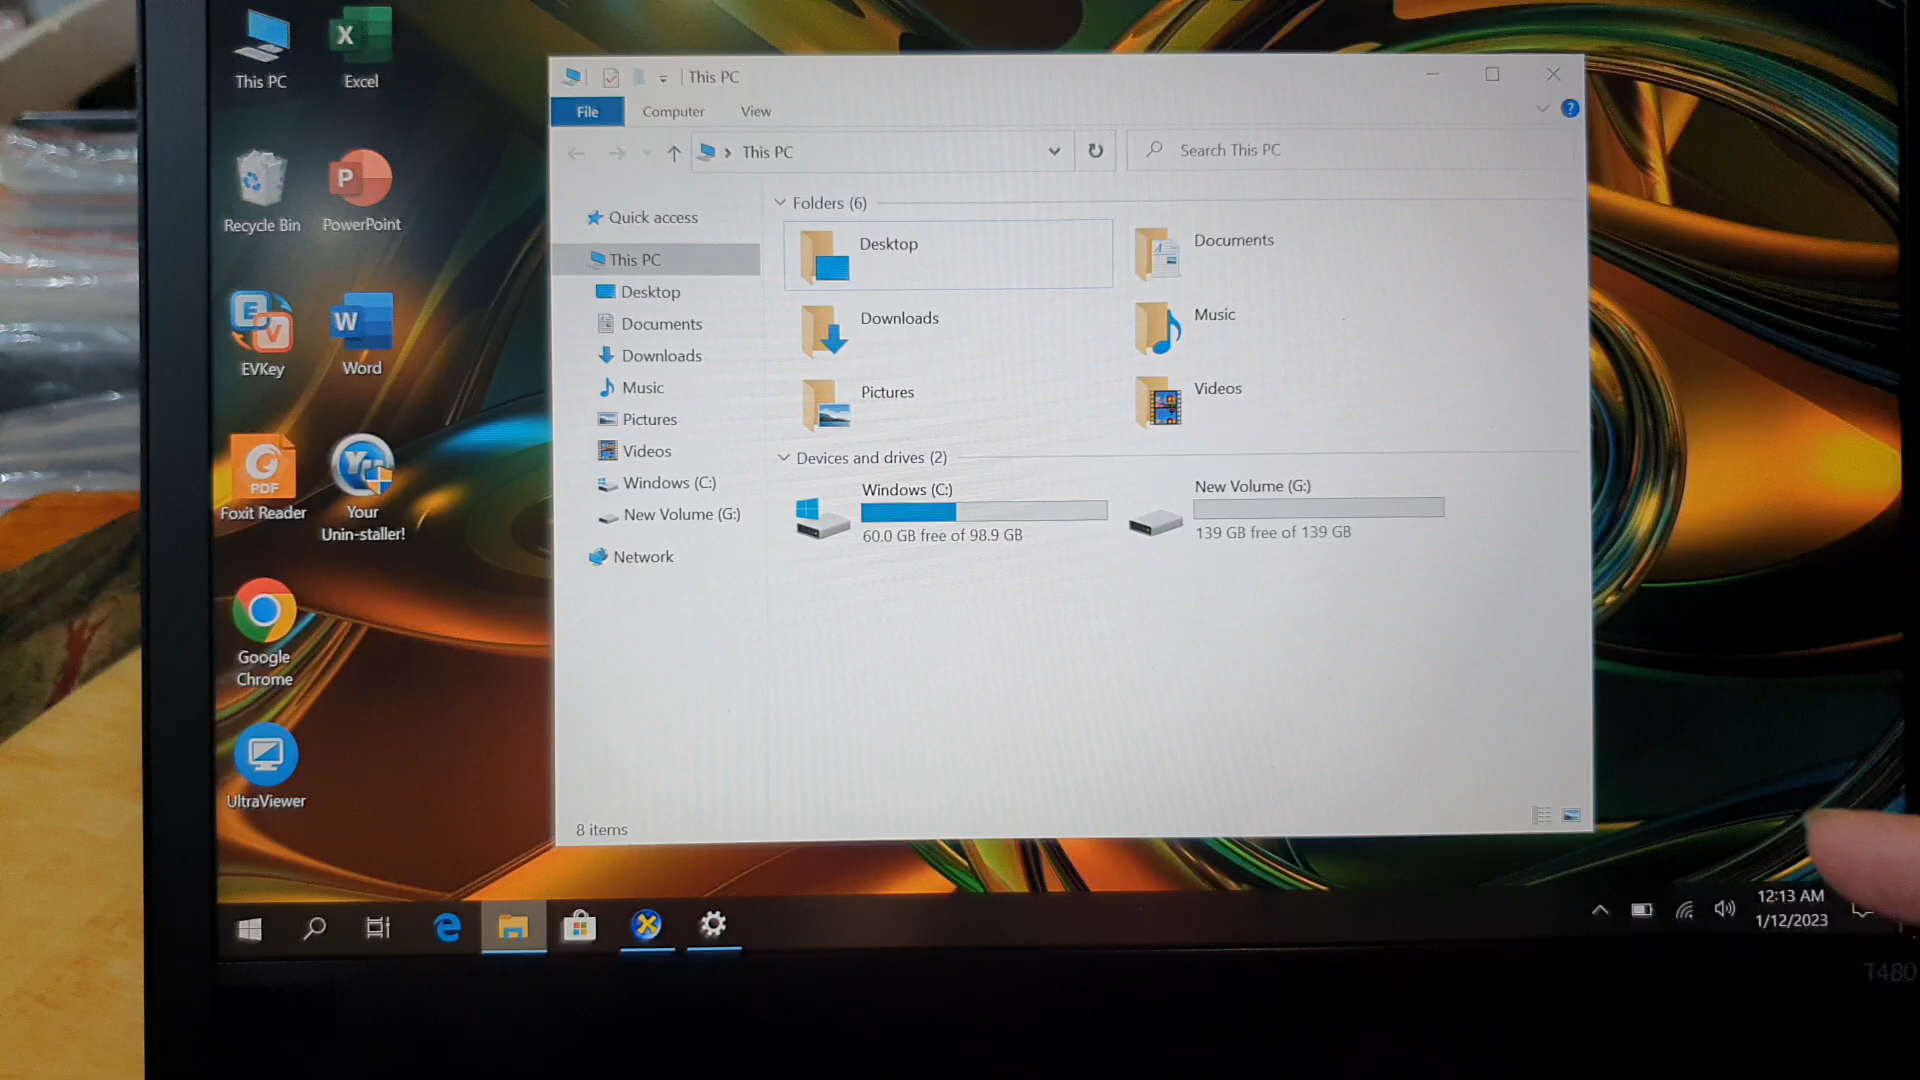 This PC
Excel
Recycle Bin
PowerPoint
EVKey
Word
PDF
Foxit Reader
Your
Unin-staller!
Google
Chrome
UltraViewer
This PC
File
Computer
View
This PC
Search This PC
Quick access
This PC
Desktop
Documents
Downloads
Music
Pictures
Videos
Windows (C:)
New Volume (G:)
Network
Folders (6)
Desktop
Documents
Downloads
Music
Pictures
Videos
Devices and drives (2)
Windows (C:)
60.0 GB free of 98.9 GB
New Volume (G:)
139 GB free of 139 GB
8 items
12:13 AM
1/12/2023
T480